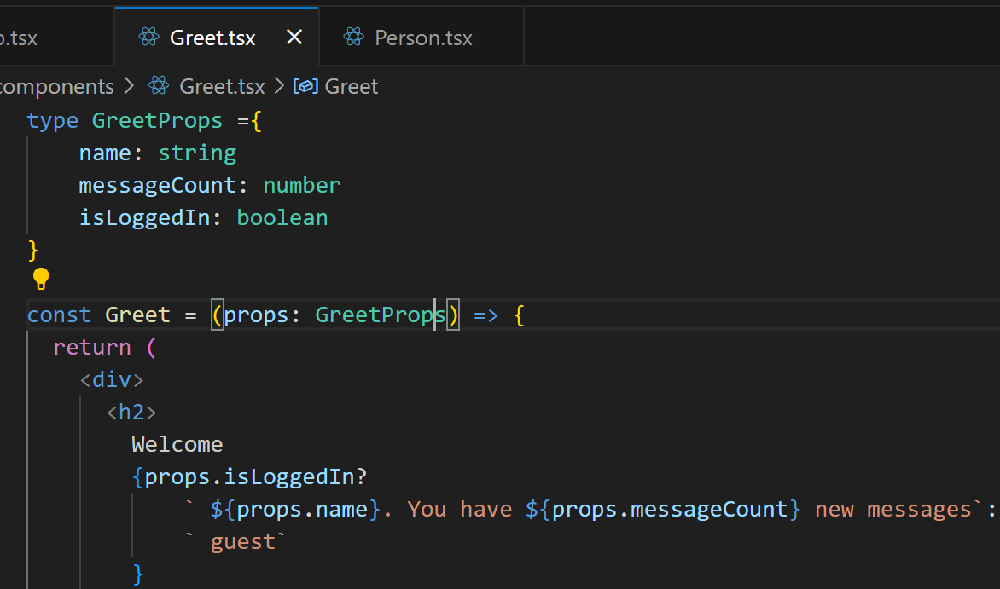 .tsx
Greet.tsx
Person.tsx
components > Greet.tsx > Greet
type GreetProps ={
    name: string
    messageCount: number
    isLoggedIn: boolean
}
const Greet = (props: GreetProps) => {
  return (
    <div>
      <h2>
        Welcome
        {props.isLoggedIn?
            ` ${props.name}. You have ${props.messageCount} new messages`:
            ` guest`
        }